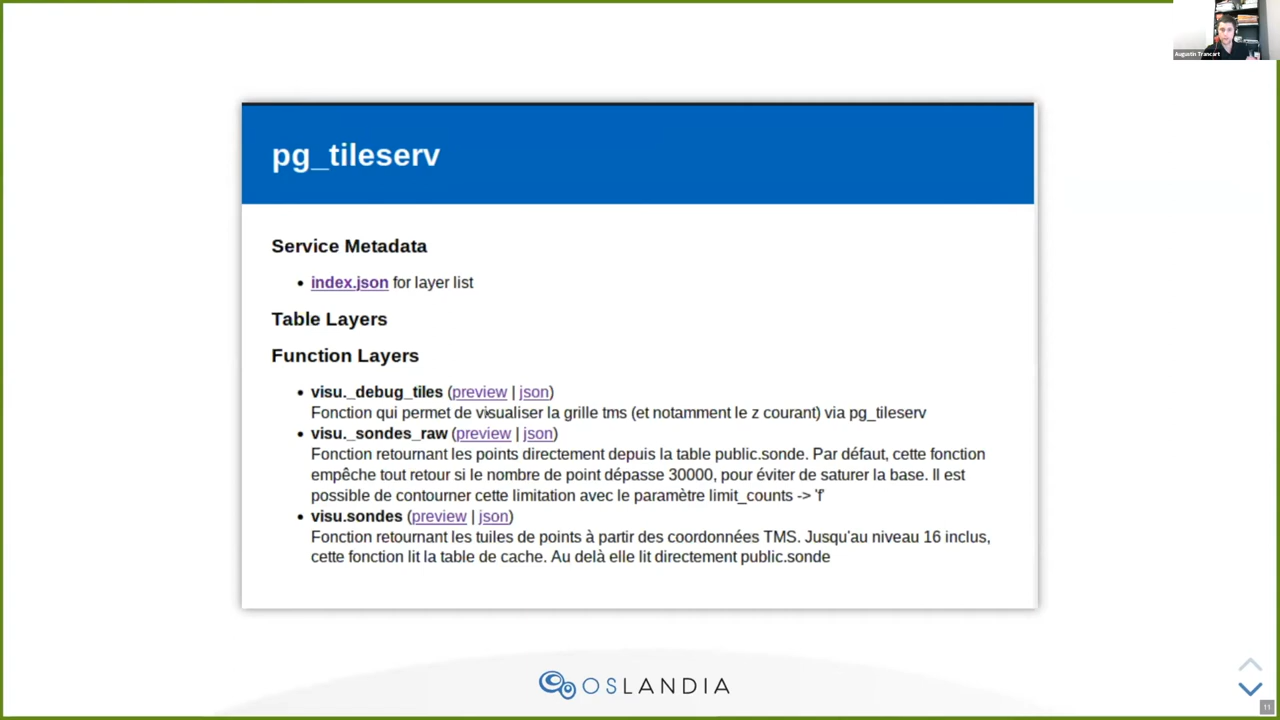 Augustin Trancart
pg_tileserv
Service Metadata
index.json for layer list
Table Layers
Function Layers
visu._debug_tiles (preview | json)
Fonction qui permet de visualiser la grille tms (et notamment le z courant) via pg_tileserv
visu._sondes_raw (preview | json)
Fonction retournant les points directement depuis la table public.sonde. Par défaut, cette fonction
empêche tout retour si le nombre de point dépasse 30000, pour éviter de saturer la base. Il est
possible de contourner cette limitation avec le paramètre limit_counts -> 'f'
visu.sondes (preview | json)
Fonction retournant les tuiles de points à partir des coordonnées TMS. Jusqu'au niveau 16 inclus,
cette fonction lit la table de cache. Au delà elle lit directement public.sonde
OSLANDIA
11